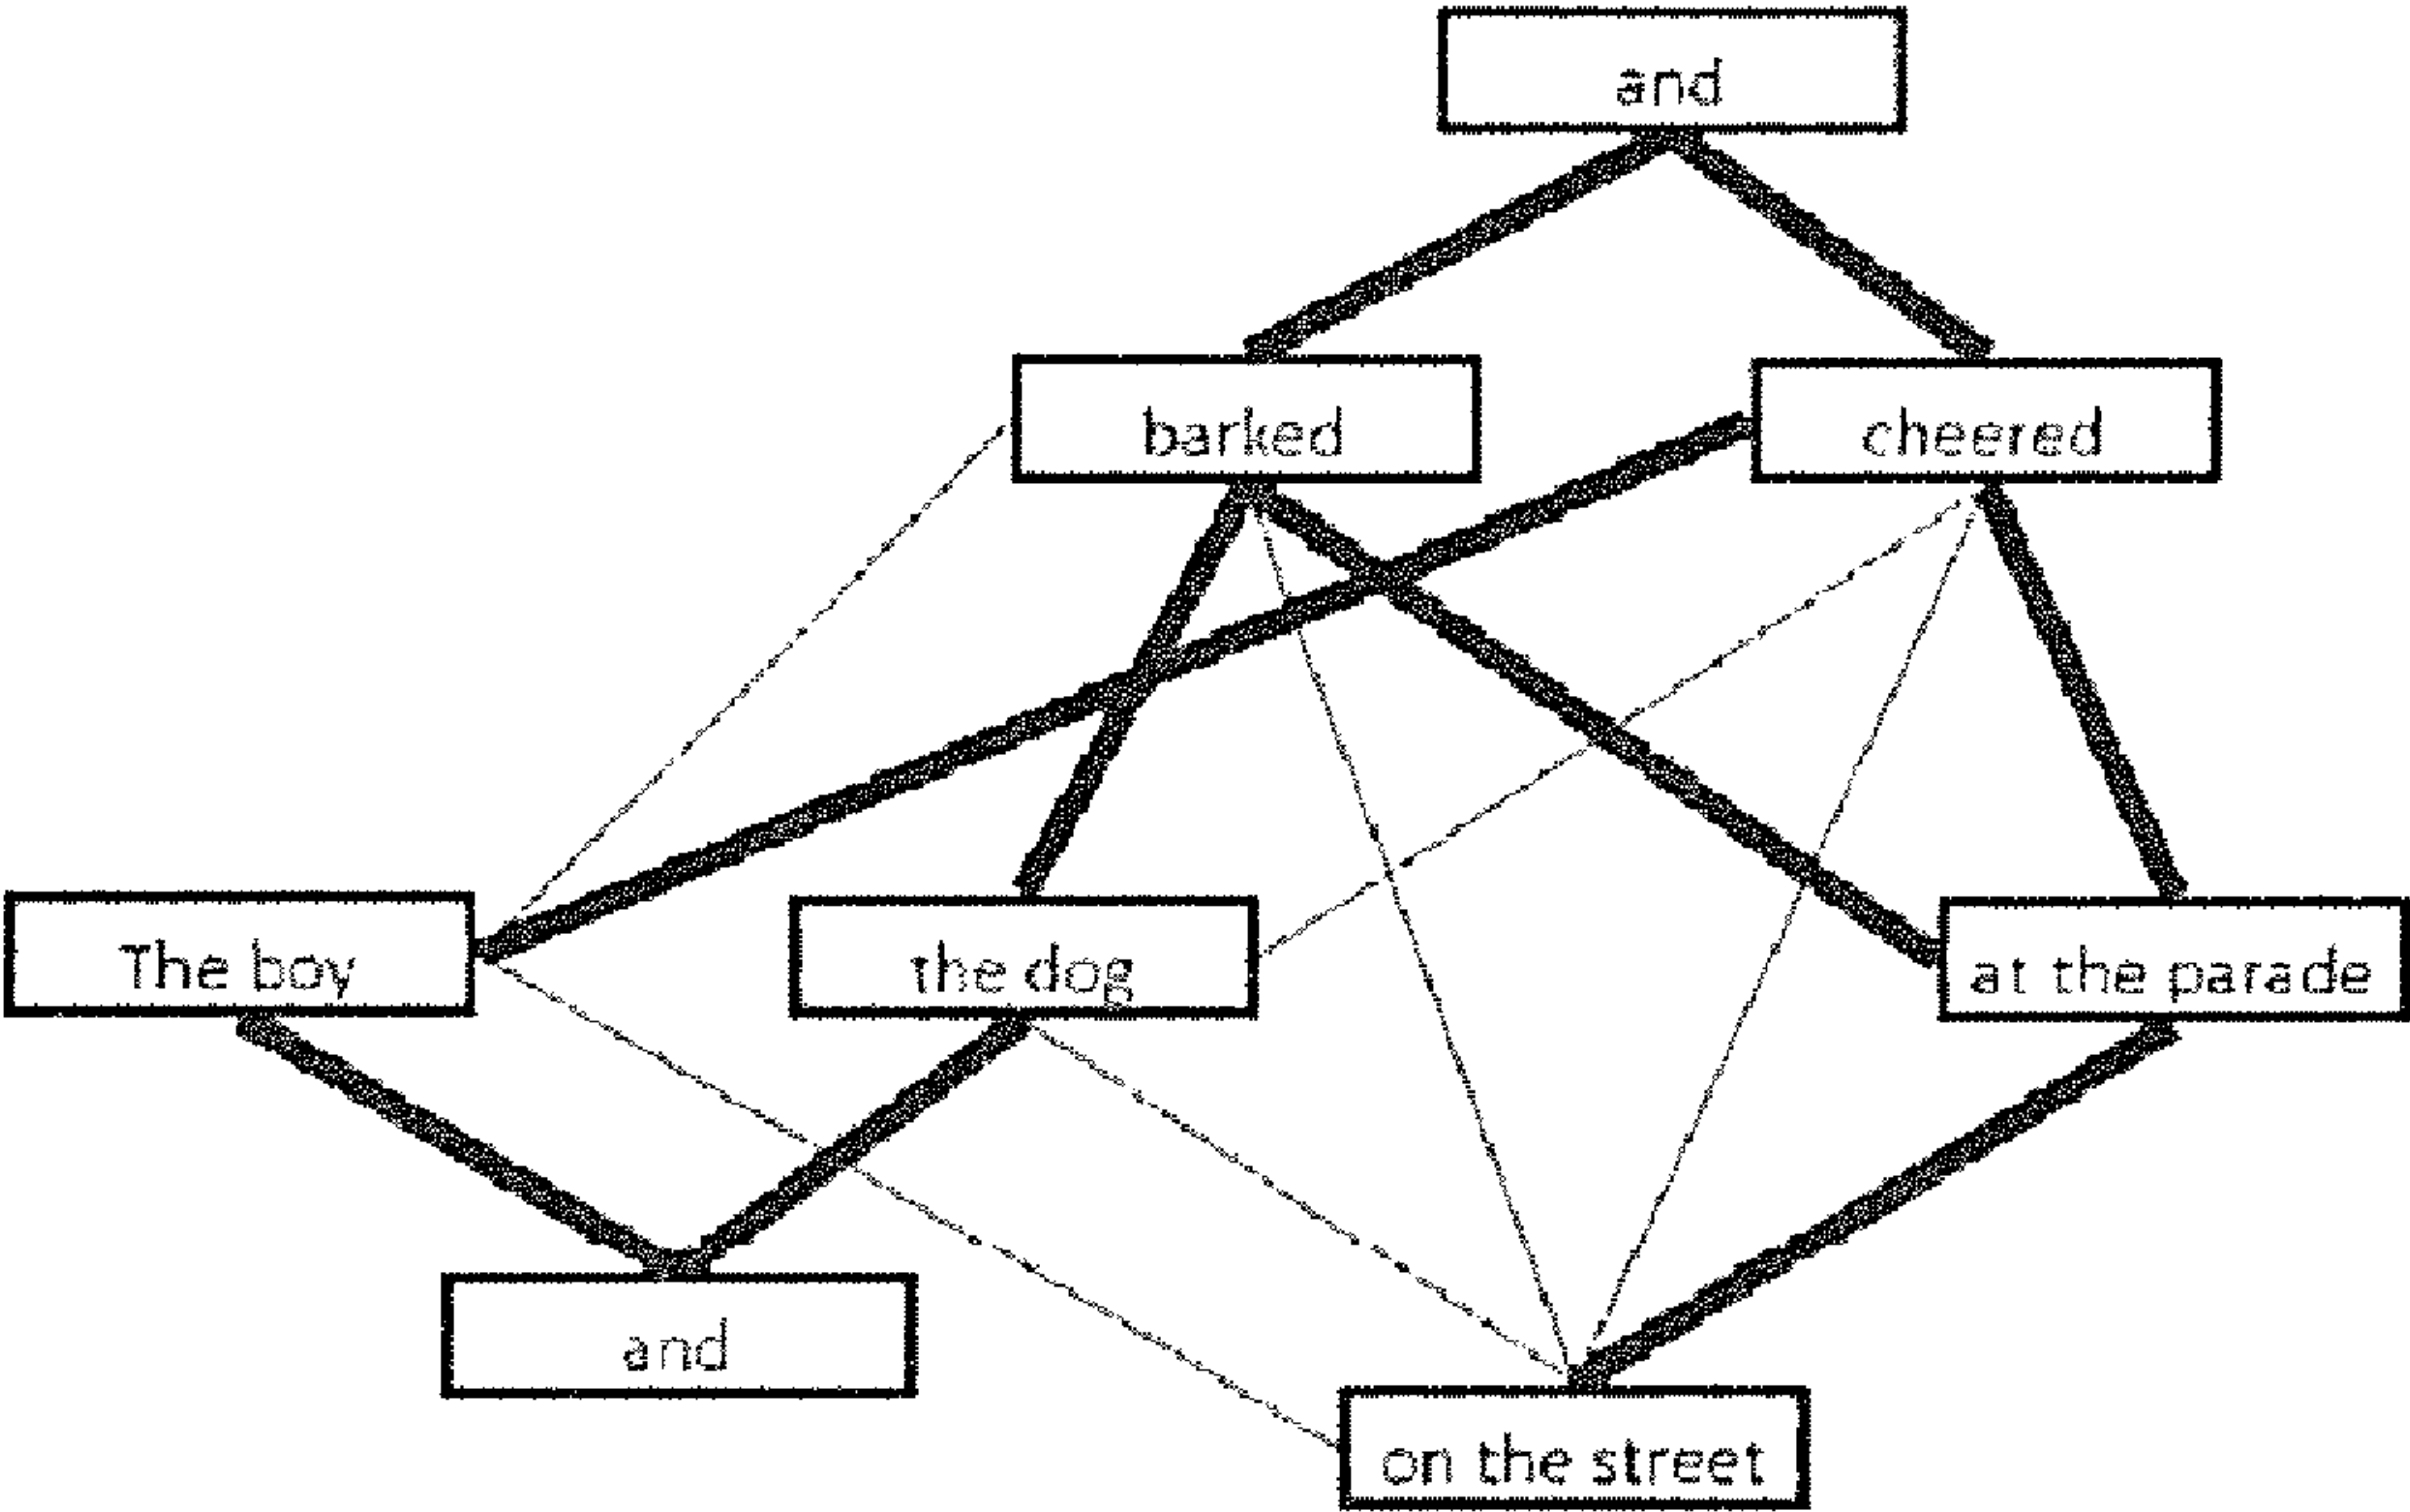 and
barked
cheered
The boy
the dog
at the parade
and
on the street